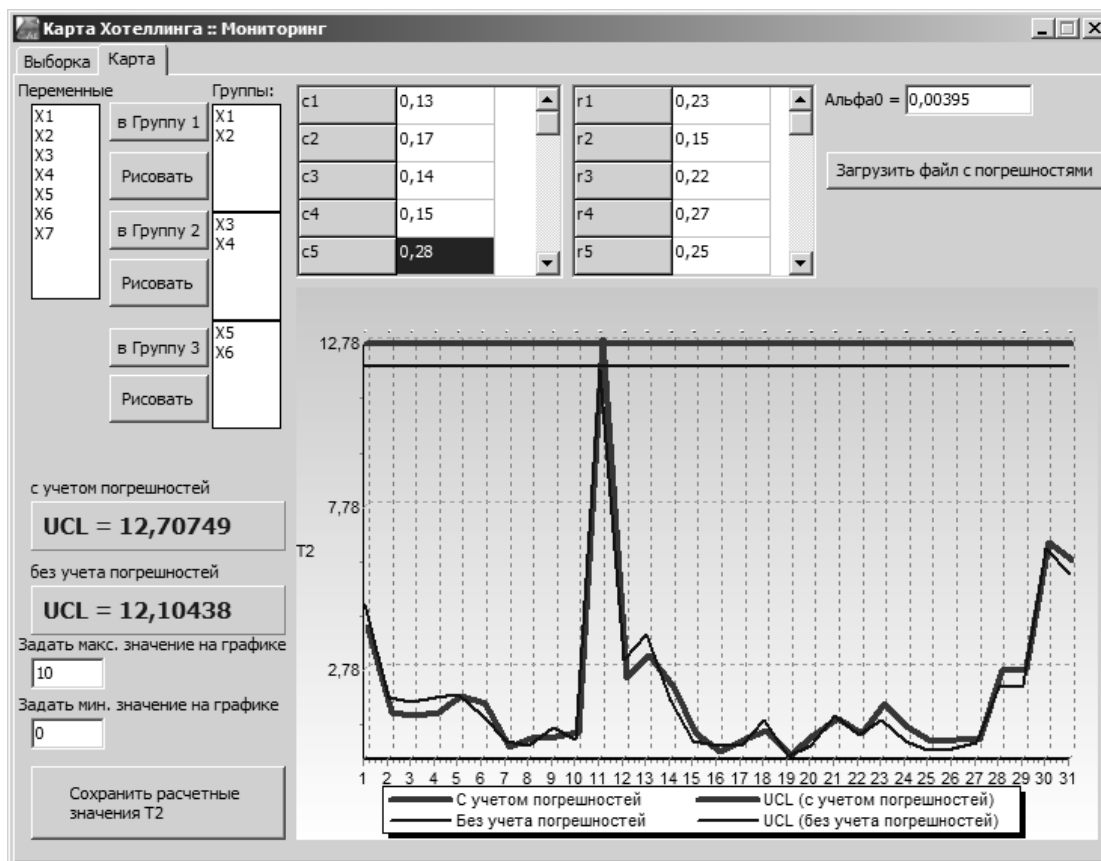 Карта Хотеллинга :: Мониторинг
Выборка
Карта
Переменные
X1
X2
X3
X4
X5
X6
X7
в Группу 1
Рисовать
в Группу 2
Рисовать
в Группу 3
Рисовать
Группы:
X1
X2
X3
X4
X5
X6
c1 0,13
c2 0,17
c3 0,14
c4 0,15
c5 0,28
r1 0,23
r2 0,15
r3 0,22
r4 0,27
r5 0,25
Альфа0 = 0,00395
Загрузить файл с погрешностями
с учетом погрешностей
UCL = 12,70749
без учета погрешностей
UCL = 12,10438
Задать макс. значение на графике
10
Задать мин. значение на графике
0
Сохранить расчетные
значения T2
12,78
7,78
T2
2,78
1 2 3 4 5 6 7 8 9 10 11 12 13 14 15 16 17 18 19 20 21 22 23 24 25 26 27 28 29 30 31
С учетом погрешностей
UCL (с учетом погрешностей)
Без учета погрешностей
UCL (без учета погрешностей)